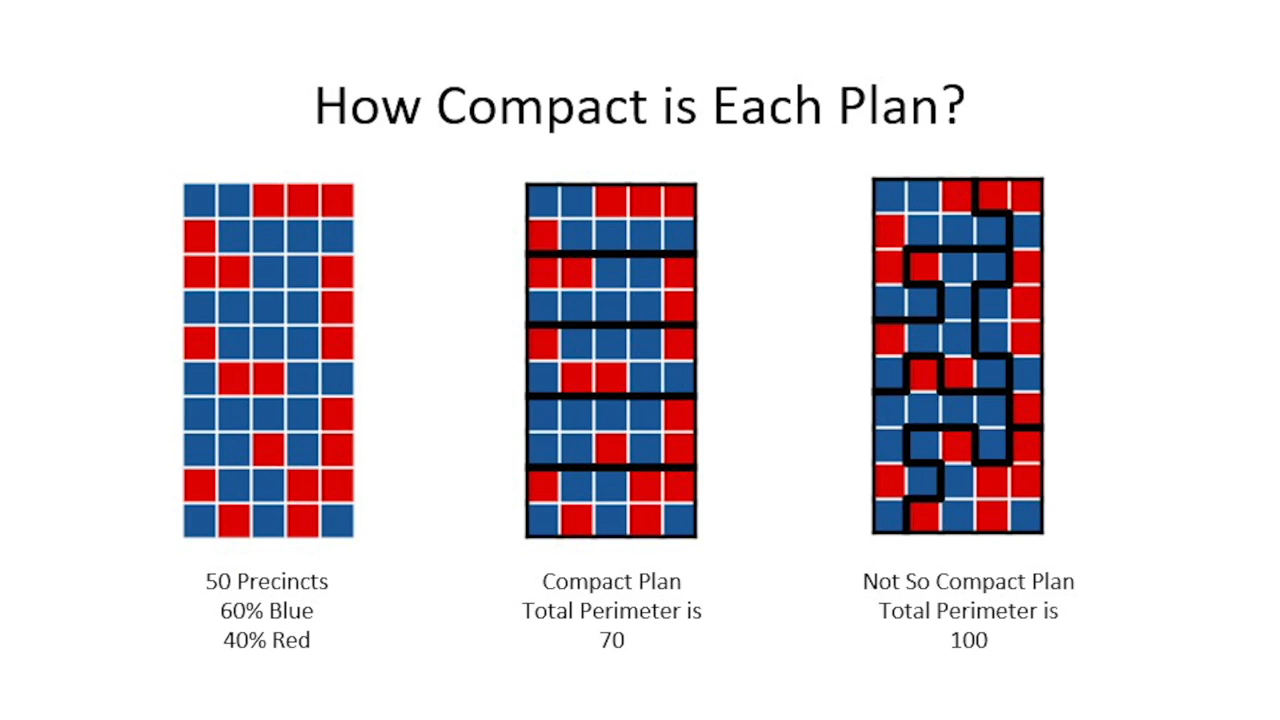 How Compact is Each Plan?
50 Precincts
60% Blue
40% Red
Compact Plan
Total Perimeter is
70
Not So Compact Plan
Total Perimeter is
100